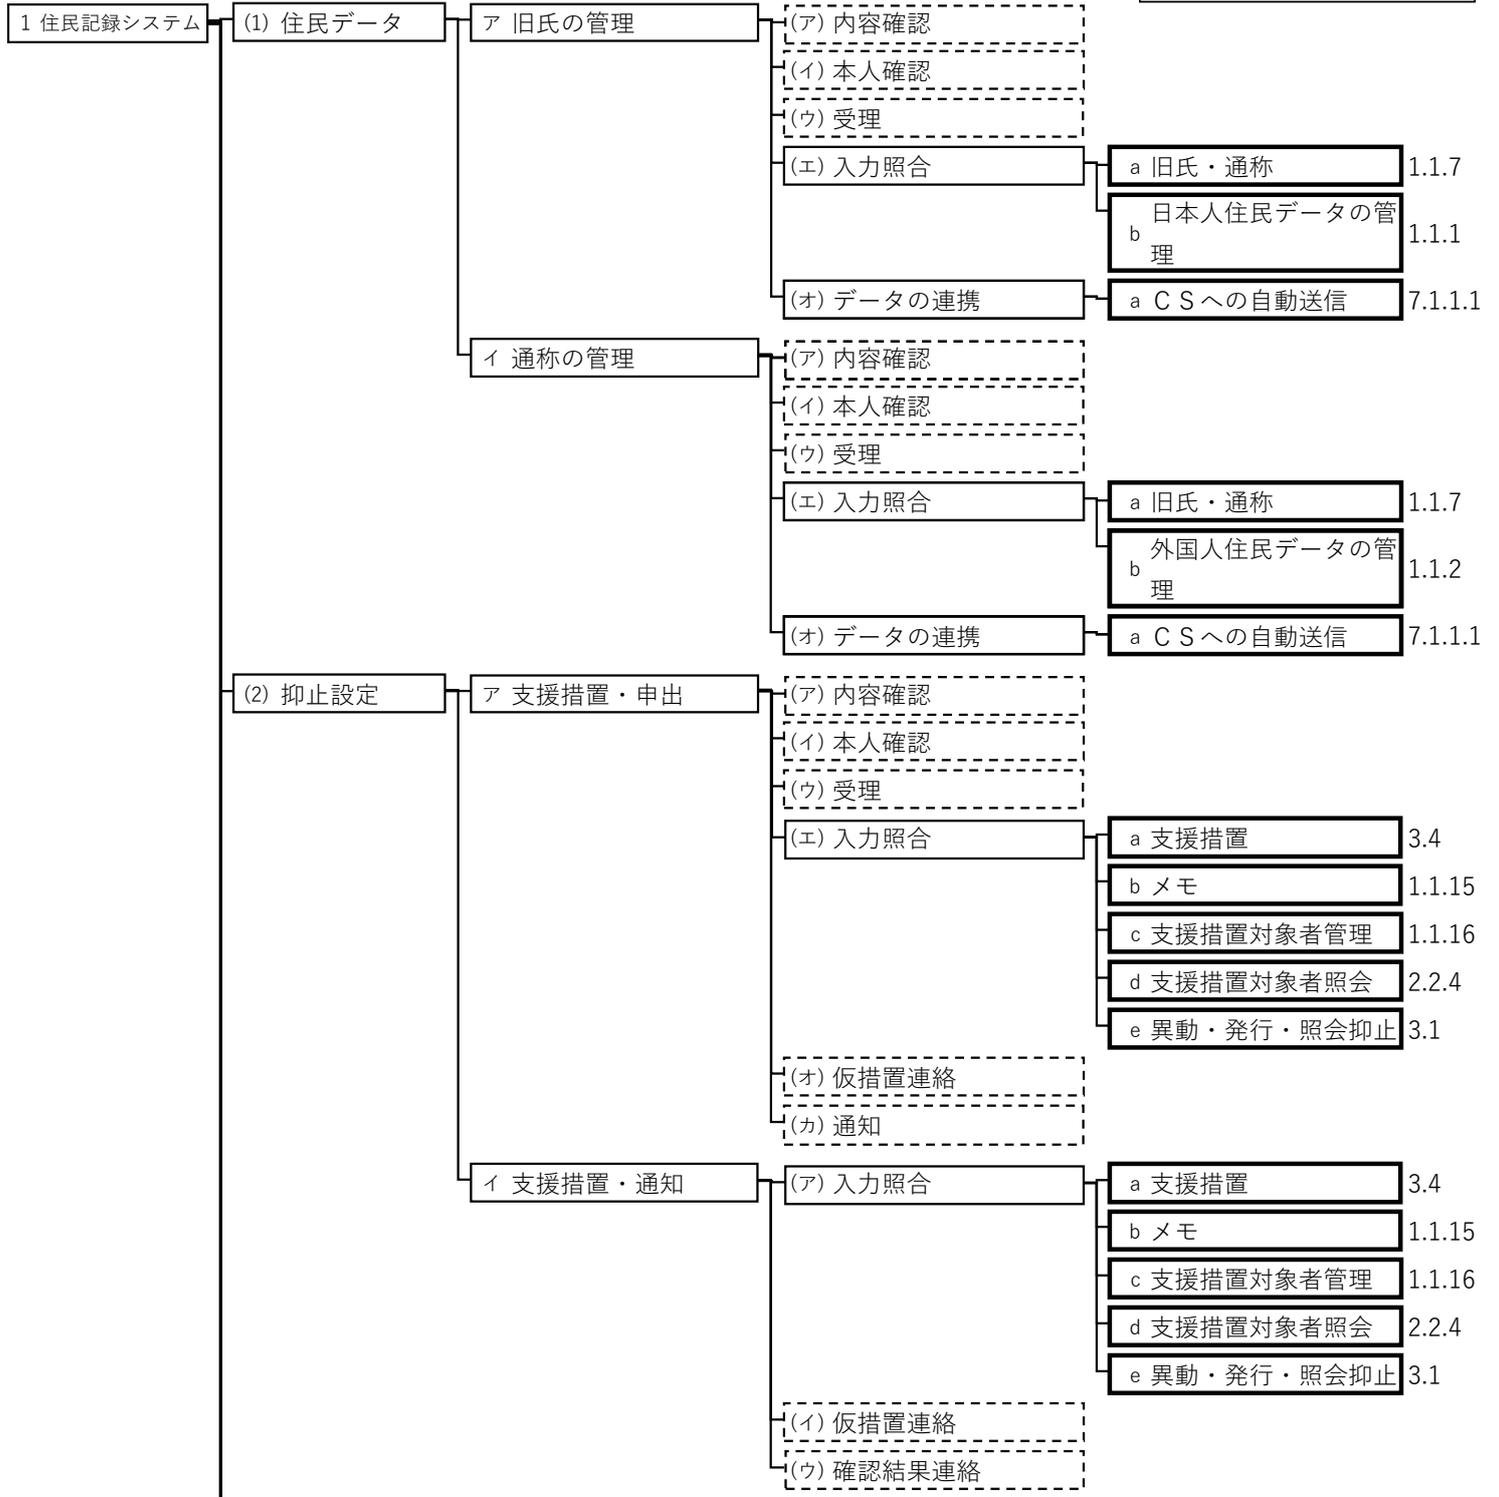 1 住民記録システム
(1) 住民データ
ア 旧氏の管理
(ア) 内容確認
(イ) 本人確認
(ウ) 受理
(エ) 入力照合
a 旧氏・通称
1.1.7
b 日本人住民データの管
理
1.1.1
(オ) データの連携
a ＣＳへの自動送信
7.1.1.1
イ 通称の管理
(ア) 内容確認
(イ) 本人確認
(ウ) 受理
(エ) 入力照合
a 旧氏・通称
1.1.7
b 外国人住民データの管
理
1.1.2
(オ) データの連携
a ＣＳへの自動送信
7.1.1.1
(2) 抑止設定
ア 支援措置・申出
(ア) 内容確認
(イ) 本人確認
(ウ) 受理
(エ) 入力照合
a 支援措置
3.4
b メモ
1.1.15
c 支援措置対象者管理
1.1.16
d 支援措置対象者照会
2.2.4
e 異動・発行・照会抑止
3.1
(オ) 仮措置連絡
(カ) 通知
イ 支援措置・通知
(ア) 入力照合
a 支援措置
3.4
b メモ
1.1.15
c 支援措置対象者管理
1.1.16
d 支援措置対象者照会
2.2.4
e 異動・発行・照会抑止
3.1
(イ) 仮措置連絡
(ウ) 確認結果連絡